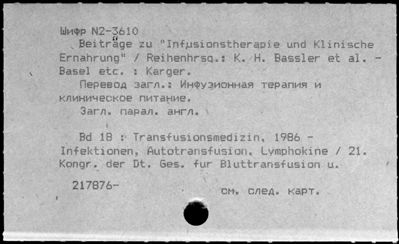 Шифр N2-3610
Beiträge zu "Infusionstherapie und Klinische
Ernahrung" / Reihenhrsg.: K. H. Bassler et al. -
Basel etc. : Karger.
Перевод загл.: Инфузионная терапия и
клиническое питание.
Загл. парал. англ.
Bd 18 : Transfusionsmedizin, 1986 -
Infektionen, Autotransfusion, Lymphokine / 21.
Kongr. der Dt. Ges. fur Bluttransfusion u.
217876-
см. след. карт.